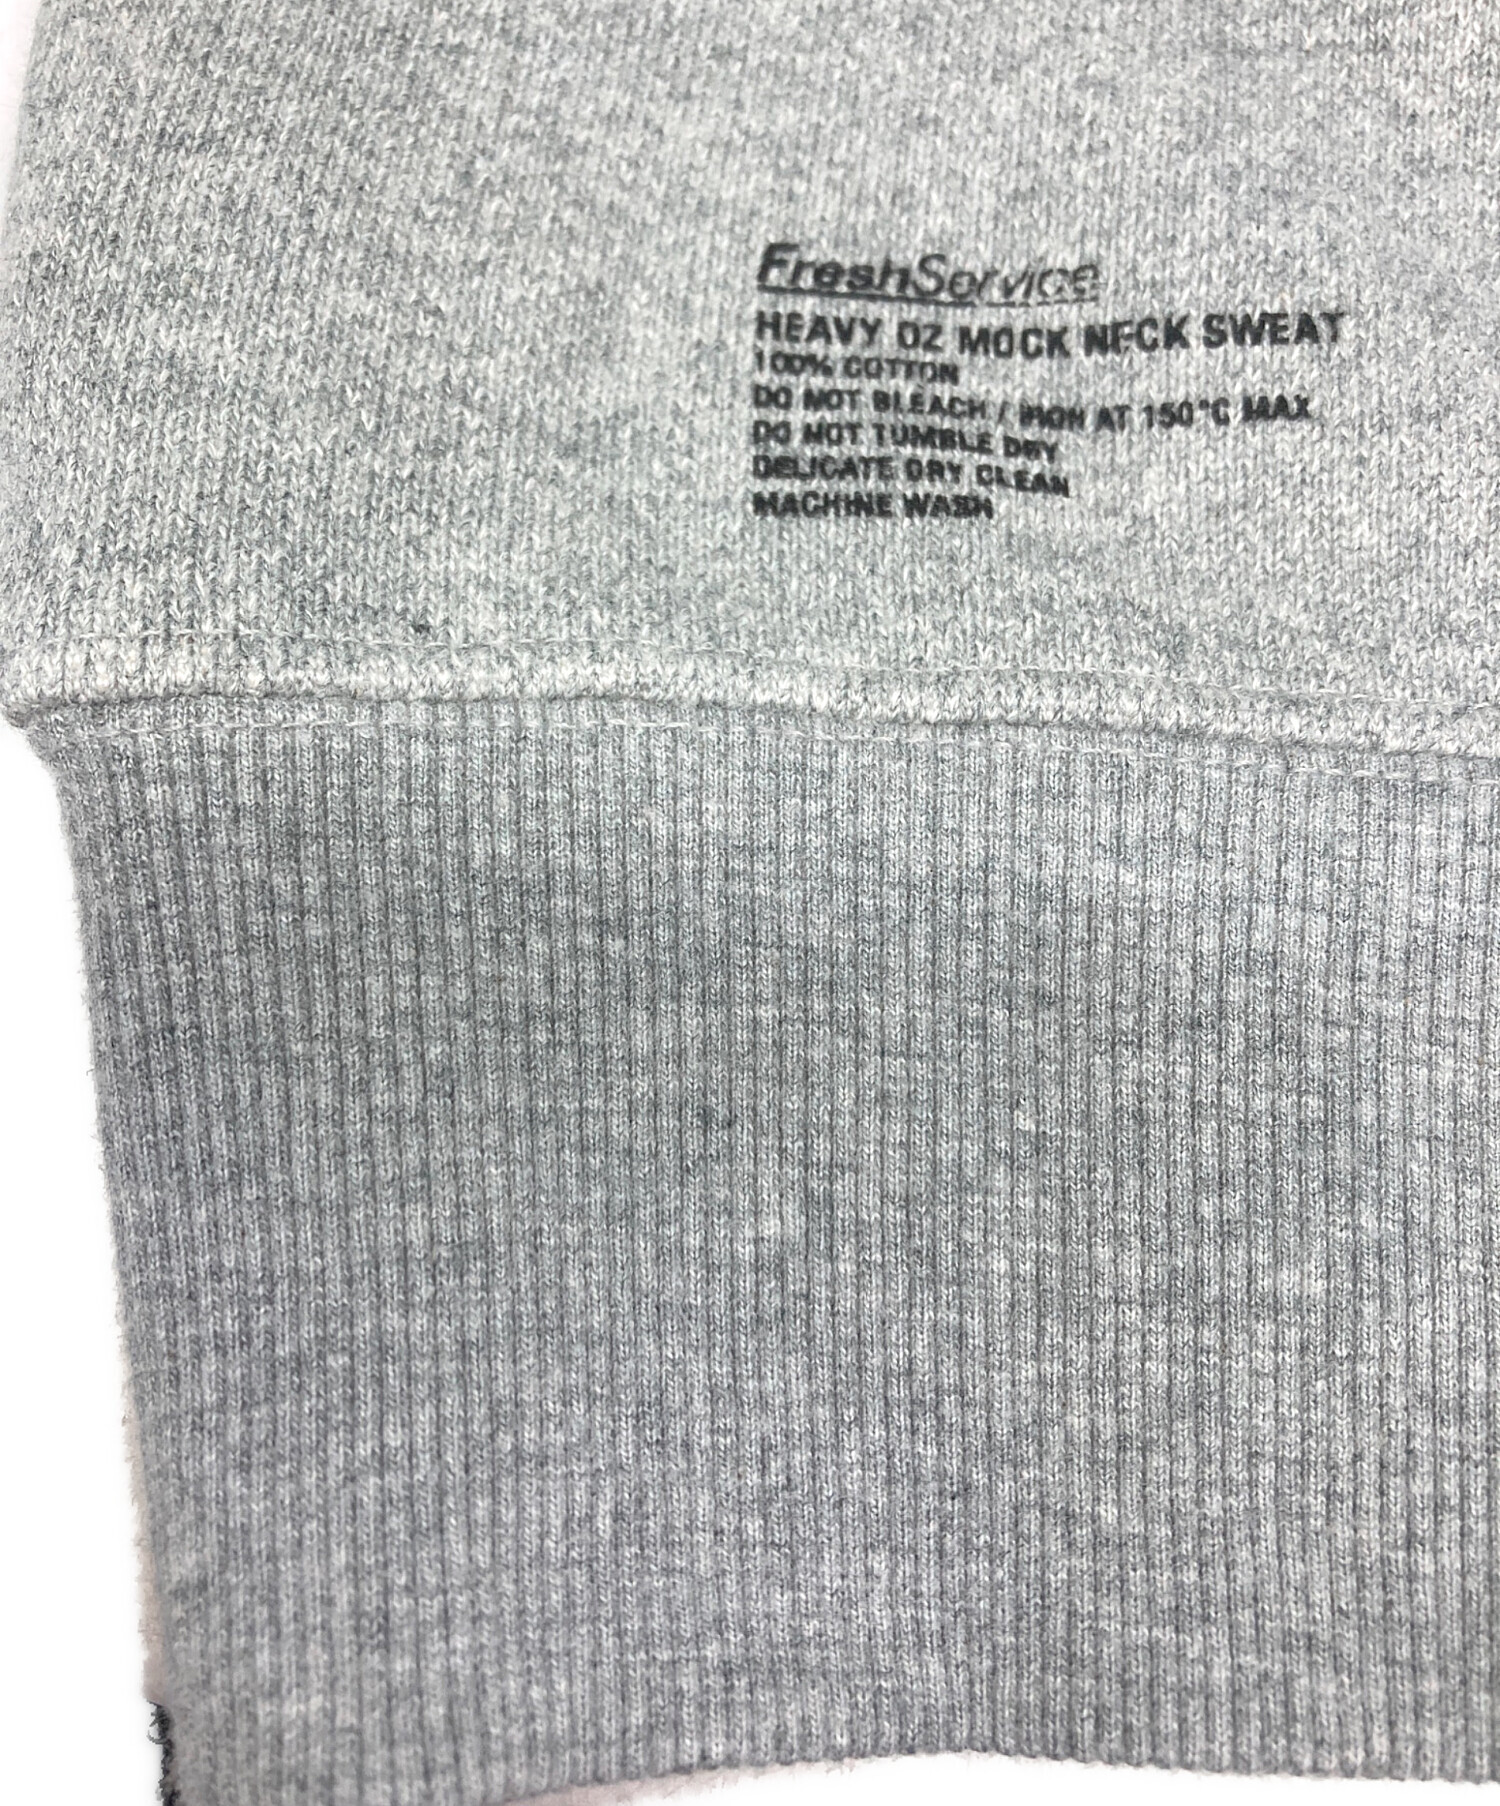 FreshService
HEAVY OZ MOCK NECK SWEAT
100% COTTON
DO NOT BLEACH / IRON AT 150°C MAX
DO NOT TUMBLE DRY
DELICATE DRY CLEAN
MACHINE WASH